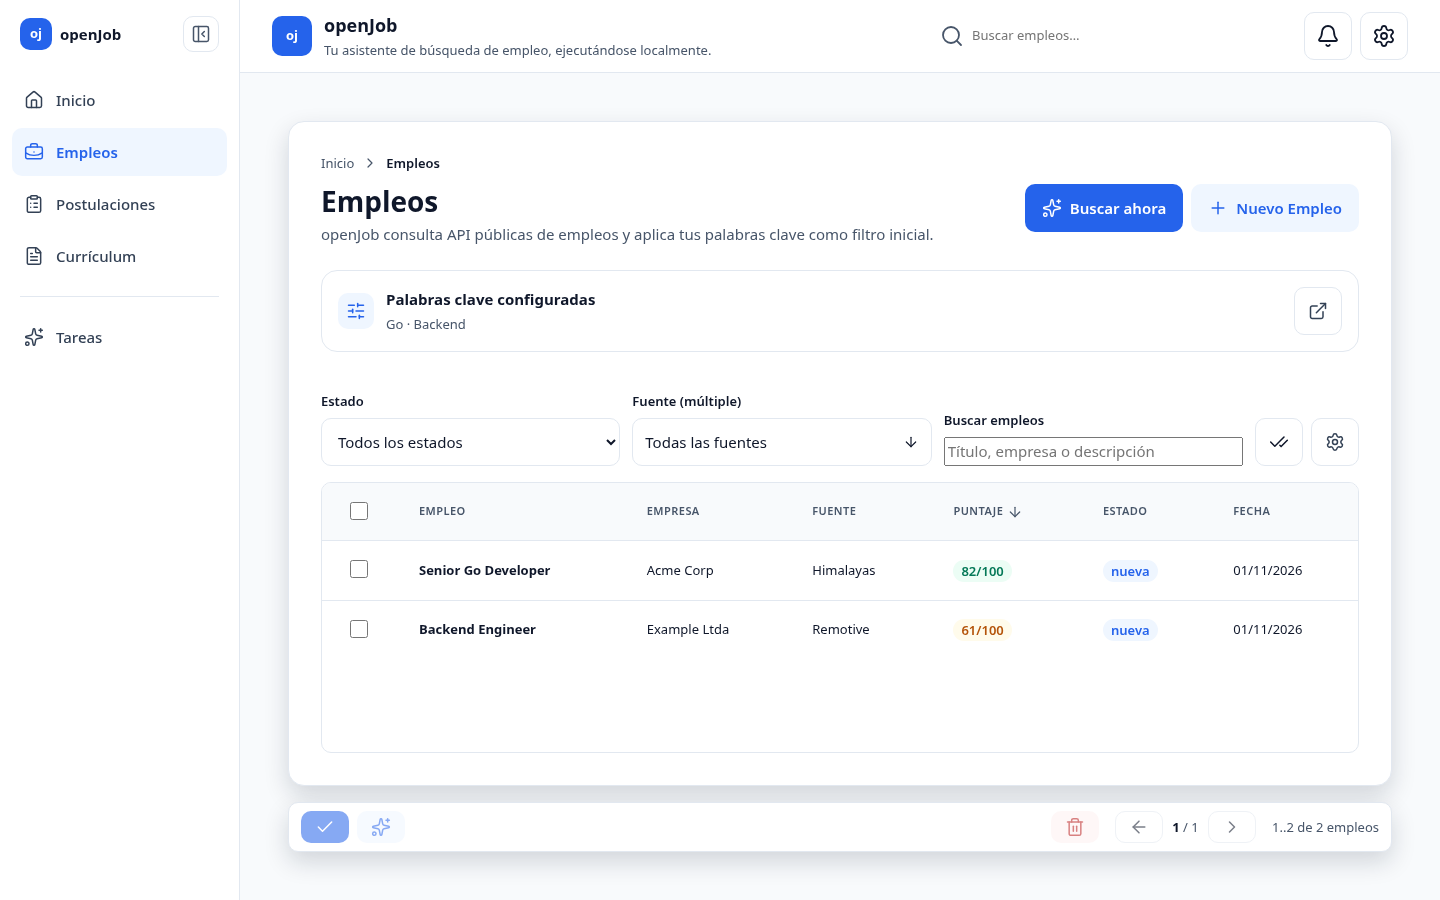 oj openJob
Inicio
Empleos
Postulaciones
Currículum
Tareas
oj openJob
Tu asistente de búsqueda de empleo, ejecutándose localmente.
Buscar empleos...
Inicio > Empleos
Empleos
openJob consulta API públicas de empleos y aplica tus palabras clave como filtro inicial.
Buscar ahora
Nuevo Empleo
Palabras clave configuradas
Go · Backend
Estado
Todos los estados
Fuente (múltiple)
Todas las fuentes
Buscar empleos
Título, empresa o descripción
EMPLEO EMPRESA FUENTE PUNTAJE ESTADO FECHA
Senior Go Developer Acme Corp Himalayas 82/100 nueva 01/11/2026
Backend Engineer Example Ltda Remotive 61/100 nueva 01/11/2026
1 / 1
1..2 de 2 empleos